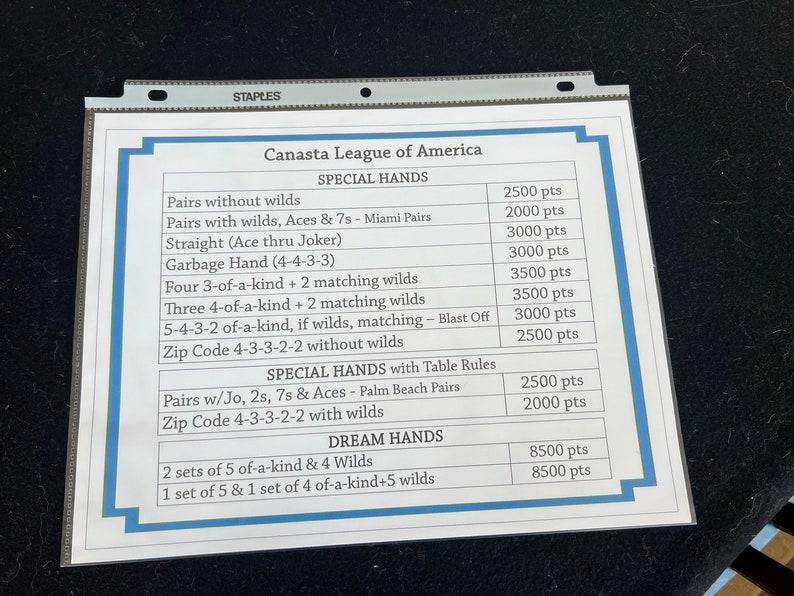 STAPLES
Canasta League of America
SPECIAL HANDS
Pairs without wilds 2500 pts
Pairs with wilds, Aces & 7s - Miami Pairs 2000 pts
Straight (Ace thru Joker) 3000 pts
Garbage Hand (4-4-3-3) 3000 pts
Four 3-of-a-kind + 2 matching wilds 3500 pts
Three 4-of-a-kind + 2 matching wilds 3500 pts
5-4-3-2 of-a-kind, if wilds, matching – Blast Off 3000 pts
Zip Code 4-3-3-2-2 without wilds 2500 pts
SPECIAL HANDS with Table Rules
Pairs w/Jo, 2s, 7s & Aces - Palm Beach Pairs 2500 pts
Zip Code 4-3-3-2-2 with wilds 2000 pts
DREAM HANDS
2 sets of 5 of-a-kind & 4 Wilds 8500 pts
1 set of 5 & 1 set of 4 of-a-kind+5 wilds 8500 pts